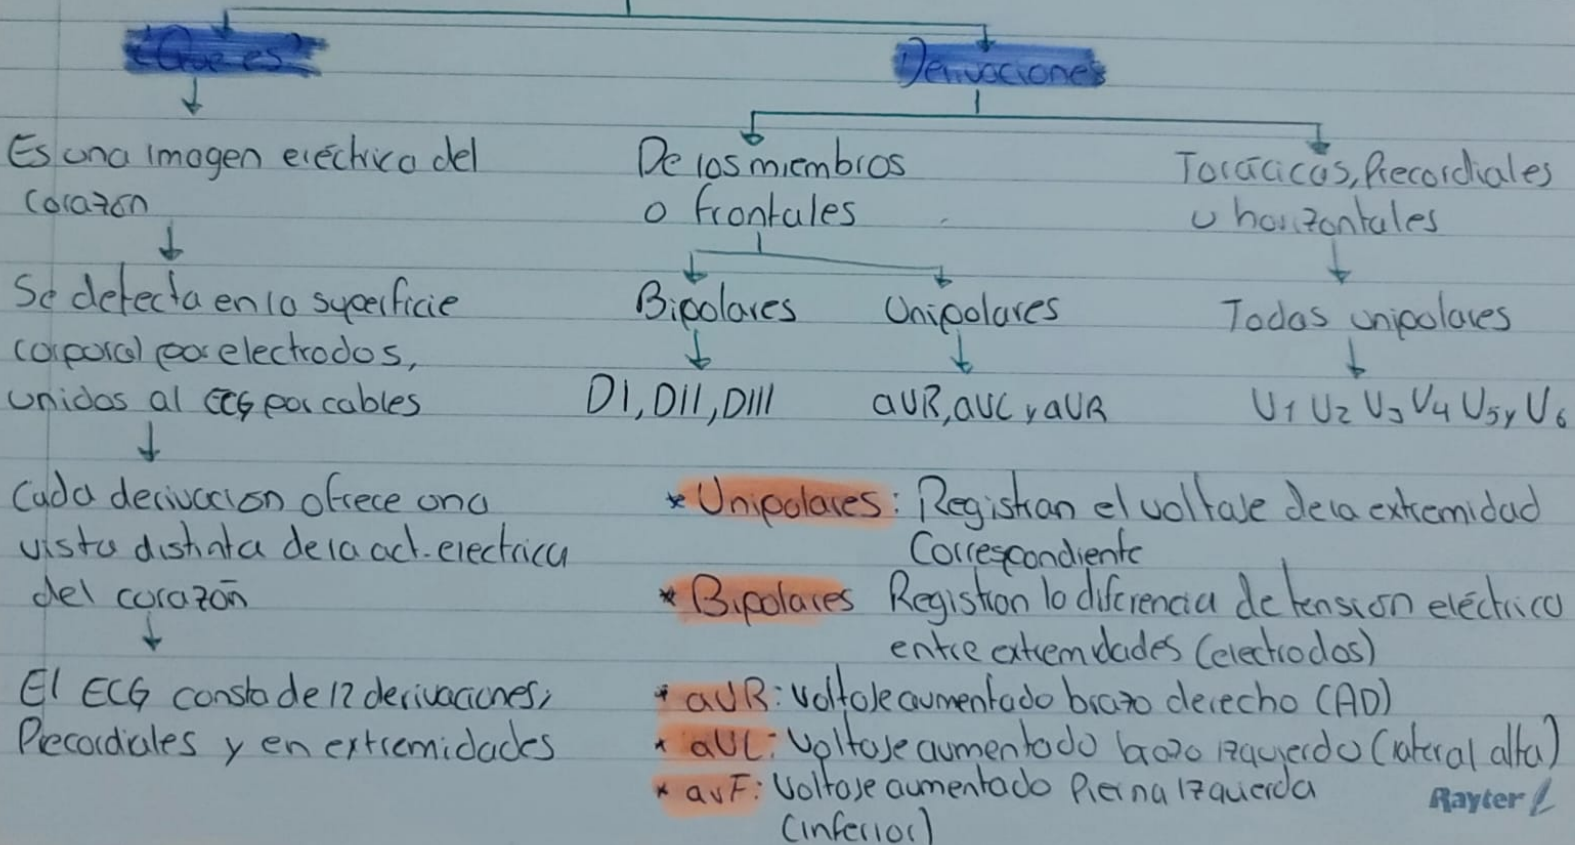 ¿Que es?
Es una imagen eléctrica del
corazón
Se detecta en la superficie
corporal por electrodos,
unidos al ECG por cables
Cada derivación ofrece una
vista distinta de la act. electrica
del corazón
El ECG consta de 12 derivaciones;
Precordiales y en extremidades
Derivaciones
De los miembros
o frontales
Bipolares
DI, DII, DIII
Unipolares
aVR, aVL y aVR
Torácicas, Precordiales
u horizontales
Todas unipolares
V1 V2 V3 V4 V5 y V6
* Unipolares: Registran el voltaje de la extremidad
Correspondiente
* Bipolares Registran la diferencia de tensión eléctrica
entre extremidades (electrodos)
* aVR: Voltaje aumentado brazo derecho (AD)
* aVL: Voltaje aumentado brazo izquierdo (lateral alta)
* avF: Voltaje aumentado Pierna Izquierda
(inferior)
Rayter